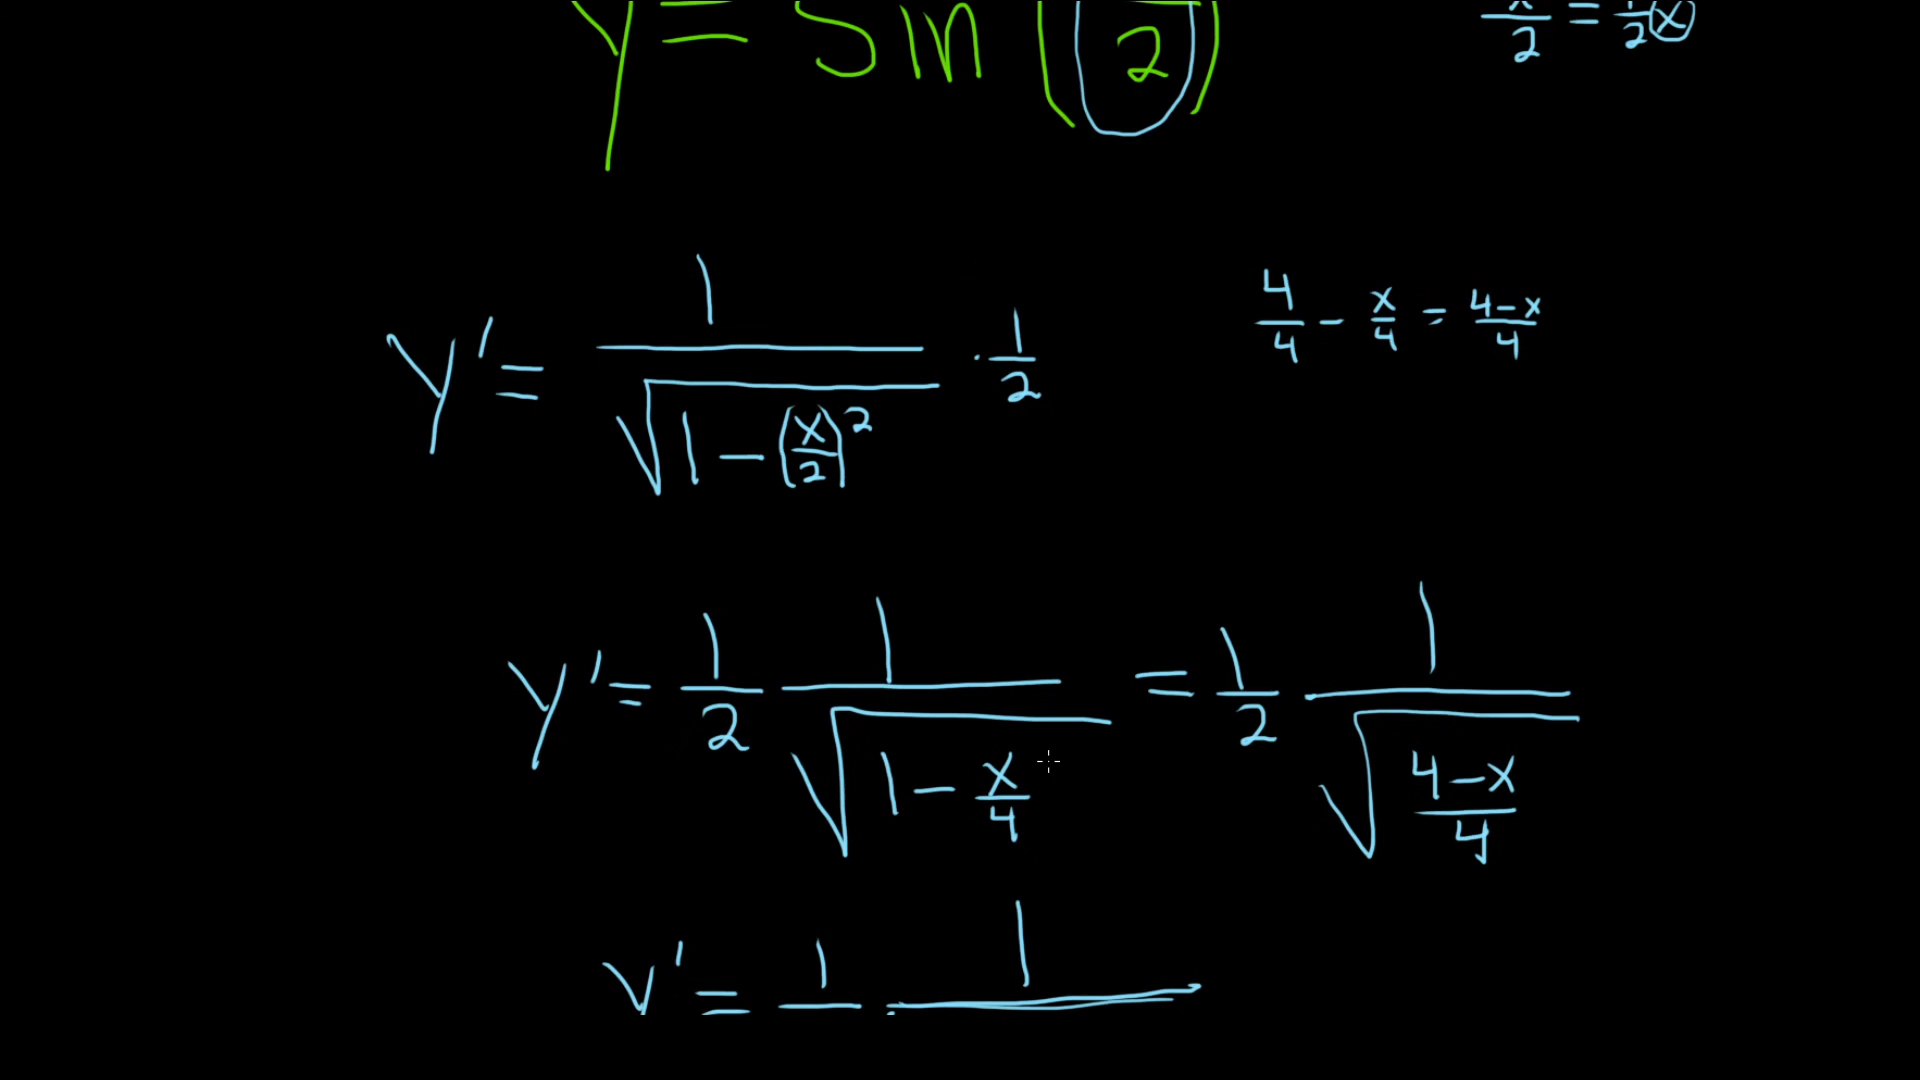 y = sin ( 2 )
x/2 = 1/2 (x)
y' = 1/√(1 - (x/2)²) · 1/2
4/4 - x/4 = (4-x)/4
y' = 1/2 1/√(1 - x/4) = 1/2 1/√((4-x)/4)
y' = 1 1